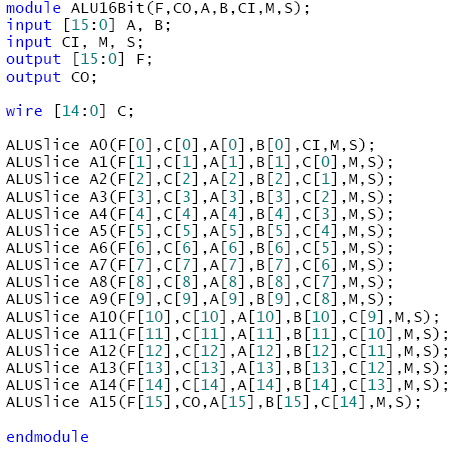 module ALU16Bit(F,CO,A,B,CI,M,S);
input [15:0] A, B;
input CI, M, S;
output [15:0] F;
output CO;
wire [14:0] C;
ALUSlice A0(F[0],C[0],A[0],B[0],CI,M,S);
ALUSlice A1(F[1],C[1],A[1],B[1],C[0],M,S);
ALUSlice A2(F[2],C[2],A[2],B[2],C[1],M,S);
ALUSlice A3(F[3],C[3],A[3],B[3],C[2],M,S);
ALUSlice A4(F[4],C[4],A[4],B[4],C[3],M,S);
ALUSlice A5(F[5],C[5],A[5],B[5],C[4],M,S);
ALUSlice A6(F[6],C[6],A[6],B[6],C[5],M,S);
ALUSlice A7(F[7],C[7],A[7],B[7],C[6],M,S);
ALUSlice A8(F[8],C[8],A[8],B[8],C[7],M,S);
ALUSlice A9(F[9],C[9],A[9],B[9],C[8],M,S);
ALUSlice A10(F[10],C[10],A[10],B[10],C[9],M,S);
ALUSlice A11(F[11],C[11],A[11],B[11],C[10],M,S);
ALUSlice A12(F[12],C[12],A[12],B[12],C[11],M,S);
ALUSlice A13(F[13],C[13],A[13],B[13],C[12],M,S);
ALUSlice A14(F[14],C[14],A[14],B[14],C[13],M,S);
ALUSlice A15(F[15],CO,A[15],B[15],C[14],M,S);
endmodule